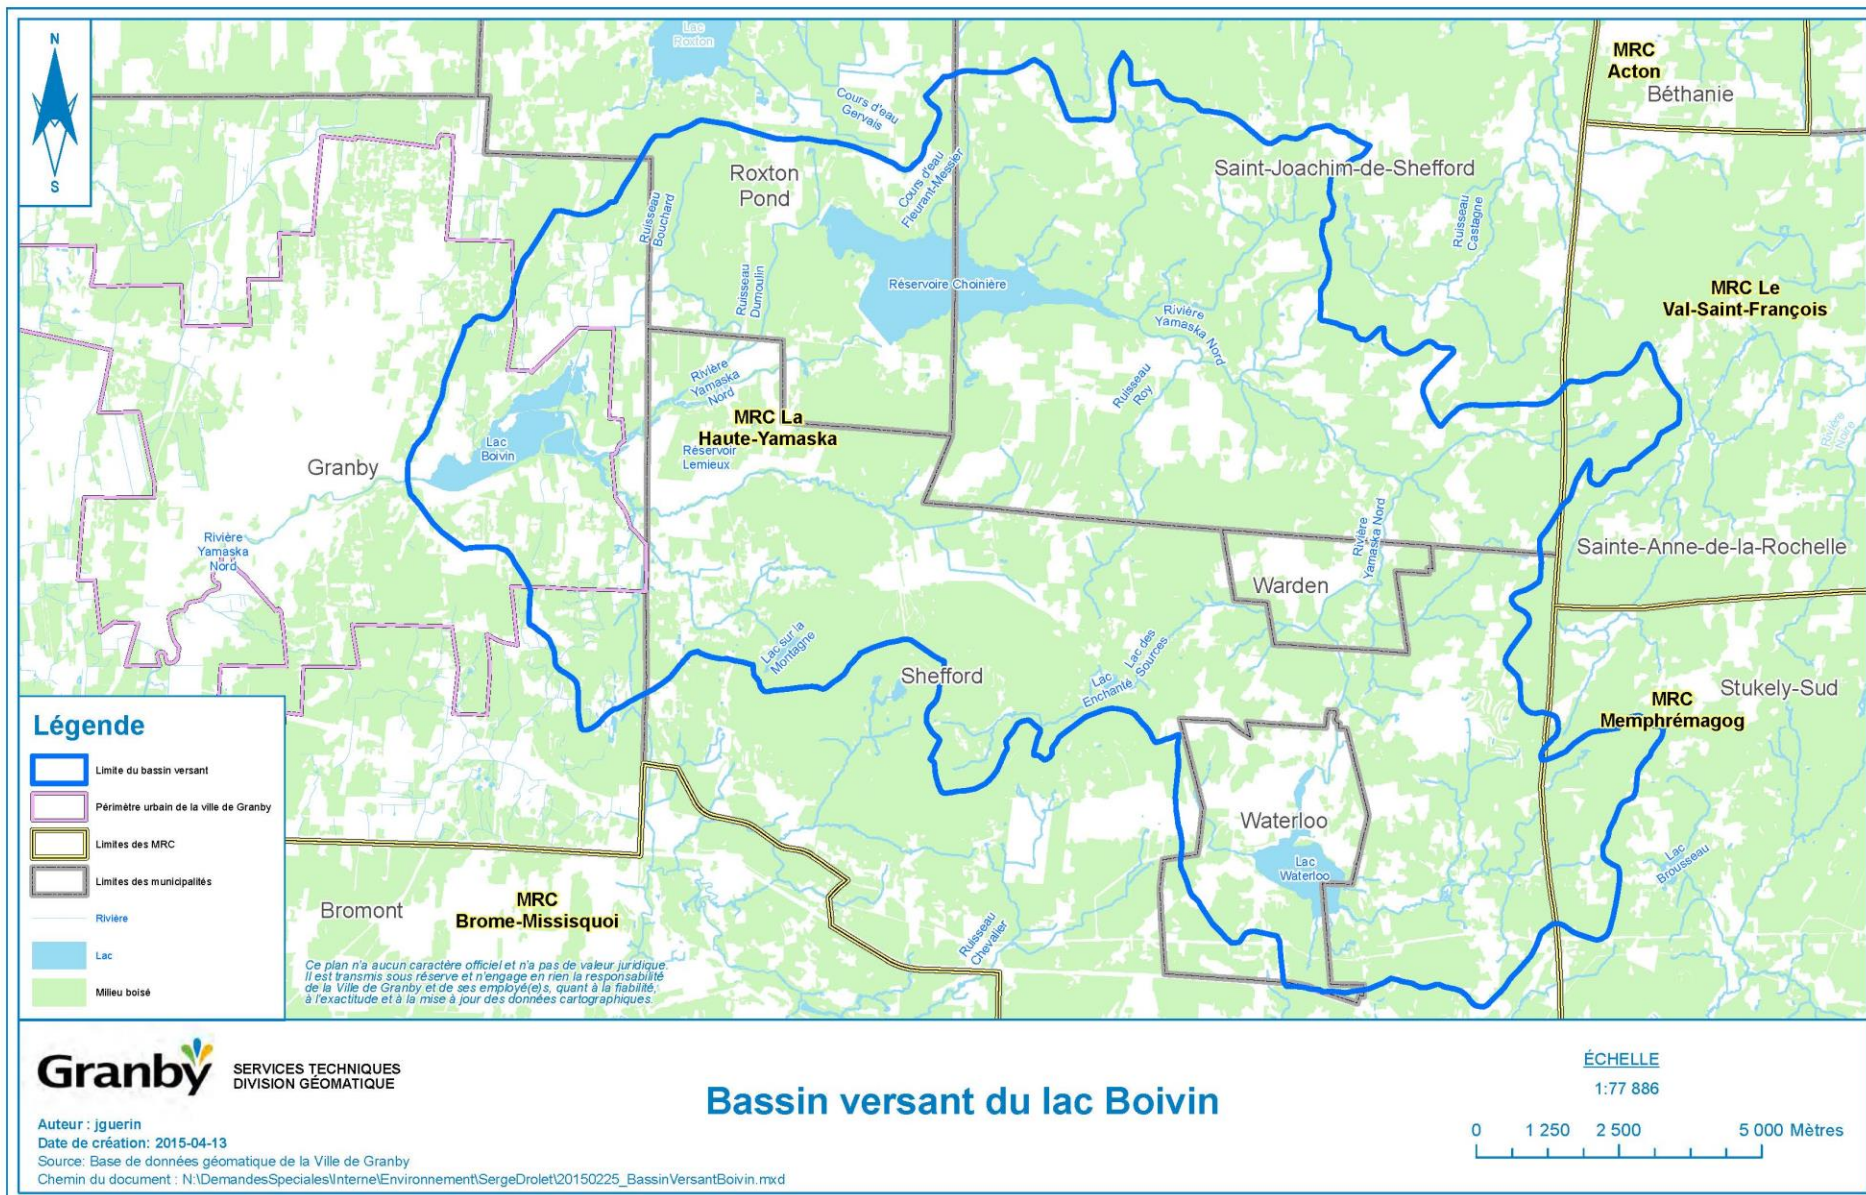 N
S
Lac
Roxton
MRC
Acton
Béthanie
Cours d'eau
Gervais
Cours d'eau
Fleurant-Messier
Roxton
Pond
Saint-Joachim-de-Shefford
Ruisseau
Bouchard
Ruisseau
Castagne
Ruisseau
Dumoulin
Réservoire Choinière
MRC Le
Val-Saint-François
Rivière
Yamaska Nord
Ruisseau
Roy
Rivière
Yamaska
Nord
MRC La
Haute-Yamaska
Rivière
Noire
Lac
Boivin
Granby
Réservoir
Lemieux
Rivière
Yamaska
Nord
Rivière
Yamaska Nord
Sainte-Anne-de-la-Rochelle
Warden
Lac sur la
Montagne
Shefford
Lac
Enchanté
Lac des
Sources
MRC
Memphrémagog
Stukely-Sud
Waterloo
Lac
Waterloo
Lac
Brousseau
Ruisseau
Chevalier
Bromont
MRC
Brome-Missisquoi
Légende
Limite du bassin versant
Périmètre urbain de la ville de Granby
Limites des MRC
Limites des municipalités
Rivière
Lac
Milieu boisé
Ce plan n'a aucun caractère officiel et n'a pas de valeur juridique.
Il est transmis sous réserve et n'engage en rien la responsabilité
de la Ville de Granby et de ses employé(e)s, quant à la fiabilité,
à l'exactitude et à la mise à jour des données cartographiques.
Granby
SERVICES TECHNIQUES
DIVISION GÉOMATIQUE
Auteur : jguerin
Date de création: 2015-04-13
Source: Base de données géomatique de la Ville de Granby
Chemin du document : N:\DemandesSpeciales\Interne\Environnement\SergeDrolet\20150225_BassinVersantBoivin.mxd
Bassin versant du lac Boivin
ÉCHELLE
1:77 886
0 1 250 2 500 5 000 Mètres